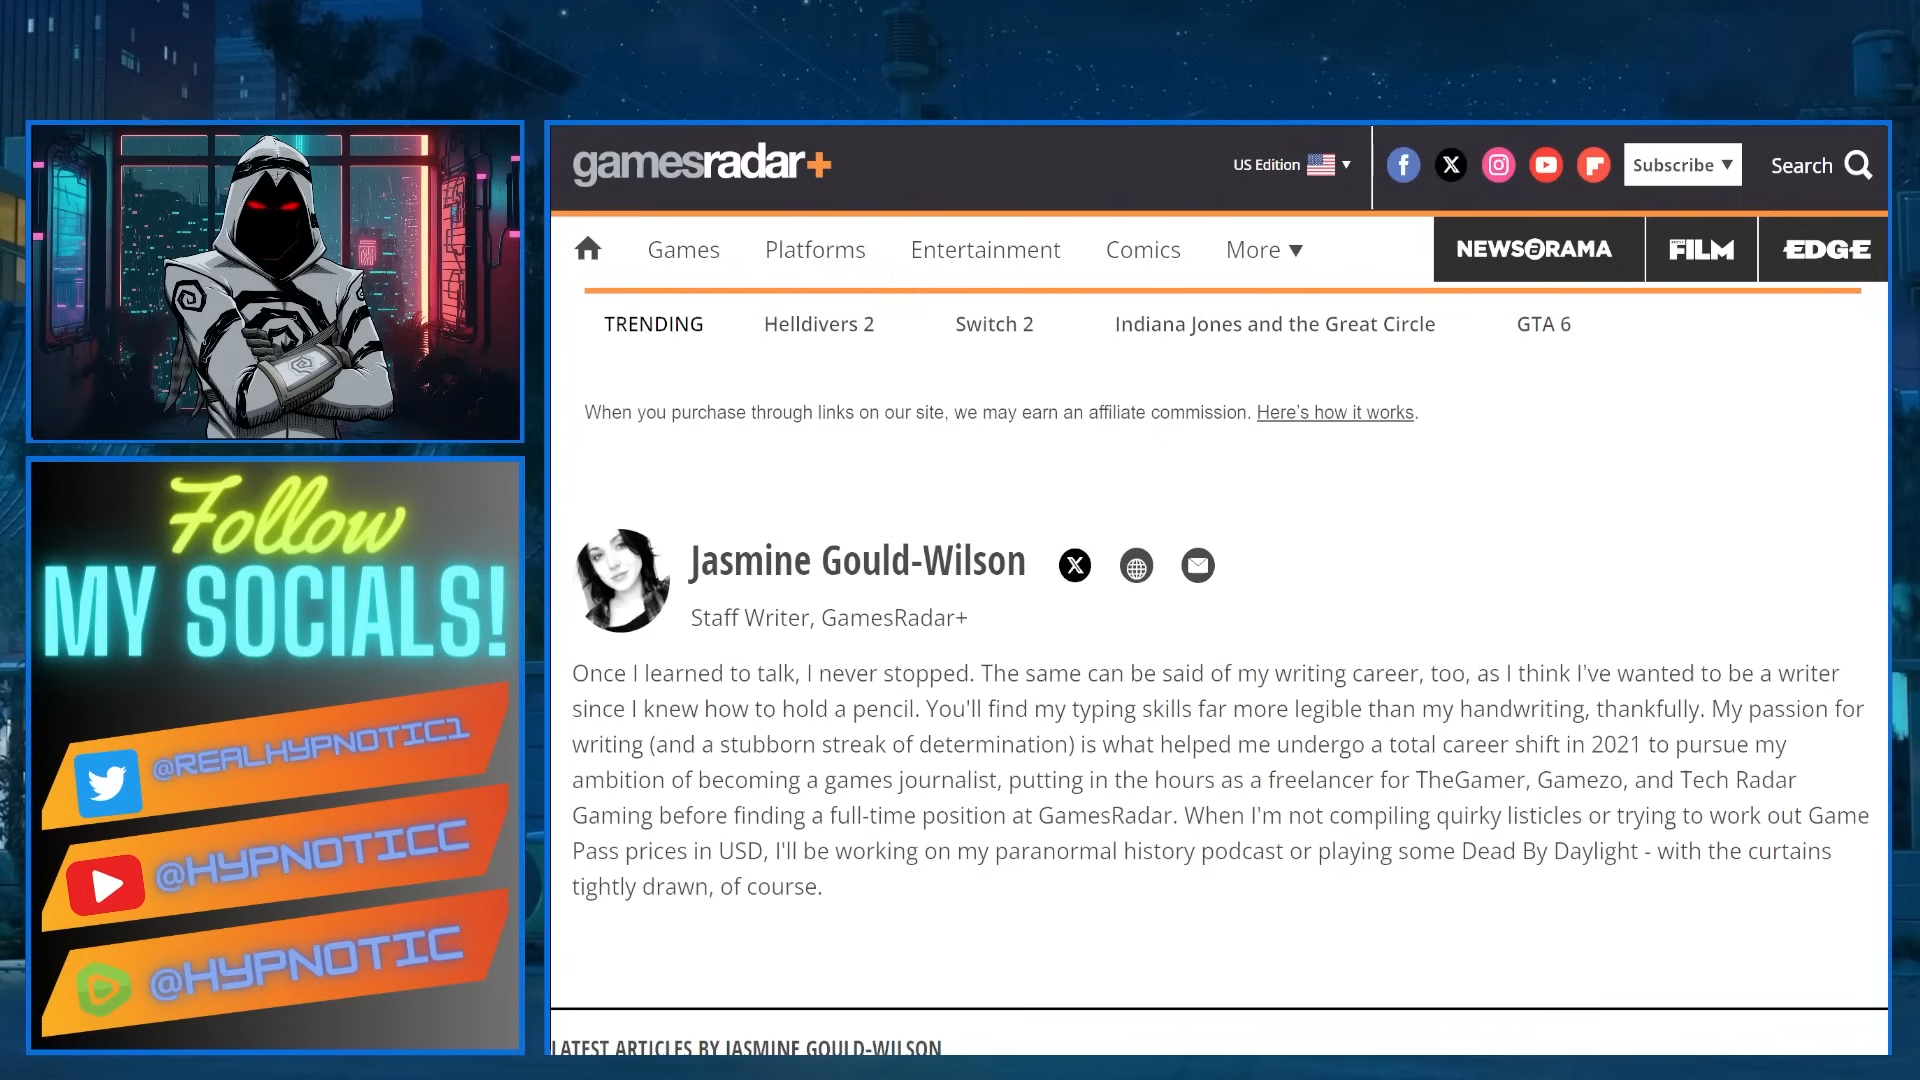 Follow
MY SOCIALS!
@REALHYPNOTIC1
@HYPNOTICC
@HYPNOTIC
gamesradar+
US Edition
Subscribe
Search
Games
Platforms
Entertainment
Comics
More
NEWSARAMA
FILM
EDGE
TRENDING
Helldivers 2
Switch 2
Indiana Jones and the Great Circle
GTA 6
When you purchase through links on our site, we may earn an affiliate commission. Here's how it works.
Jasmine Gould-Wilson
Staff Writer, GamesRadar+
Once I learned to talk, I never stopped. The same can be said of my writing career, too, as I think I've wanted to be a writer
since I knew how to hold a pencil. You'll find my typing skills far more legible than my handwriting, thankfully. My passion for
writing (and a stubborn streak of determination) is what helped me undergo a total career shift in 2021 to pursue my
ambition of becoming a games journalist, putting in the hours as a freelancer for TheGamer, Gamezo, and Tech Radar
Gaming before finding a full-time position at GamesRadar. When I'm not compiling quirky listicles or trying to work out Game
Pass prices in USD, I'll be working on my paranormal history podcast or playing some Dead By Daylight - with the curtains
tightly drawn, of course.
LATEST ARTICLES BY JASMINE GOULD-WILSON